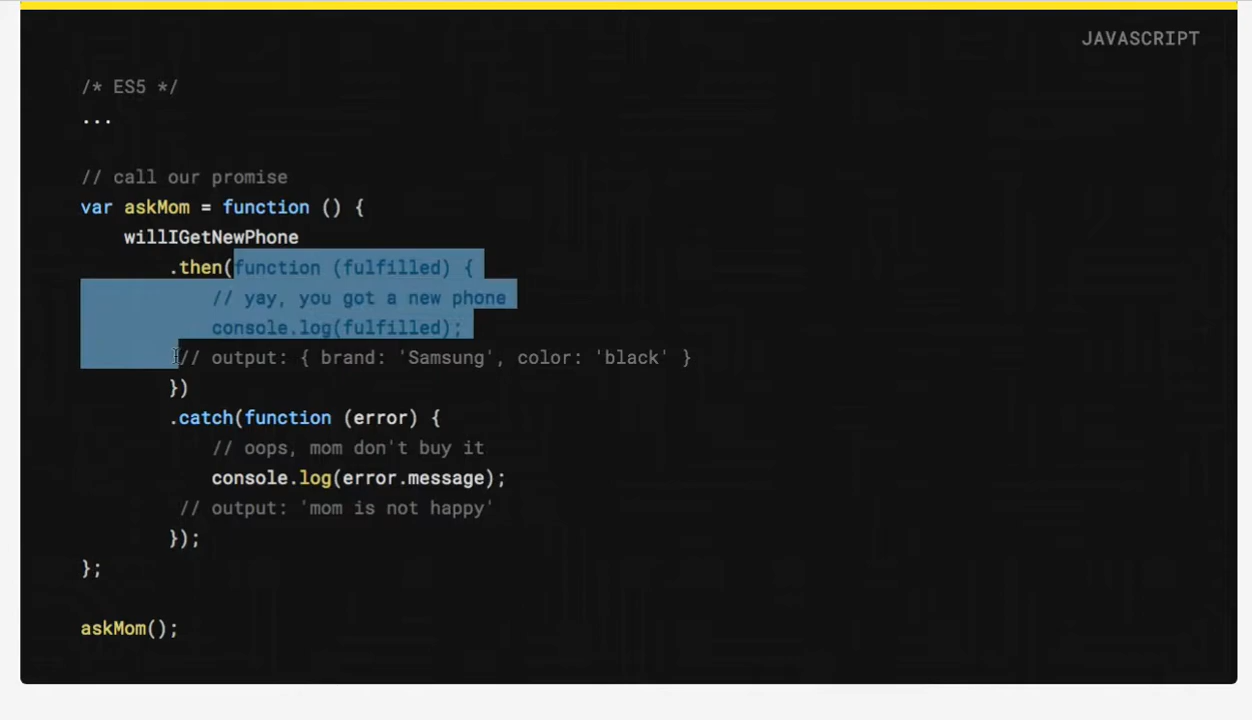 JAVASCRIPT
/* ES5 */
...
// call our promise
var askMom = function () {
willIGetNewPhone
.then(function (fulfilled) {
// yay, you got a new phone
console.log(fulfilled);
// output: { brand: 'Samsung', color: 'black' }
})
.catch(function (error) {
// oops, mom don't buy it
console.log(error.message);
// output: 'mom is not happy'
});
};
askMom();